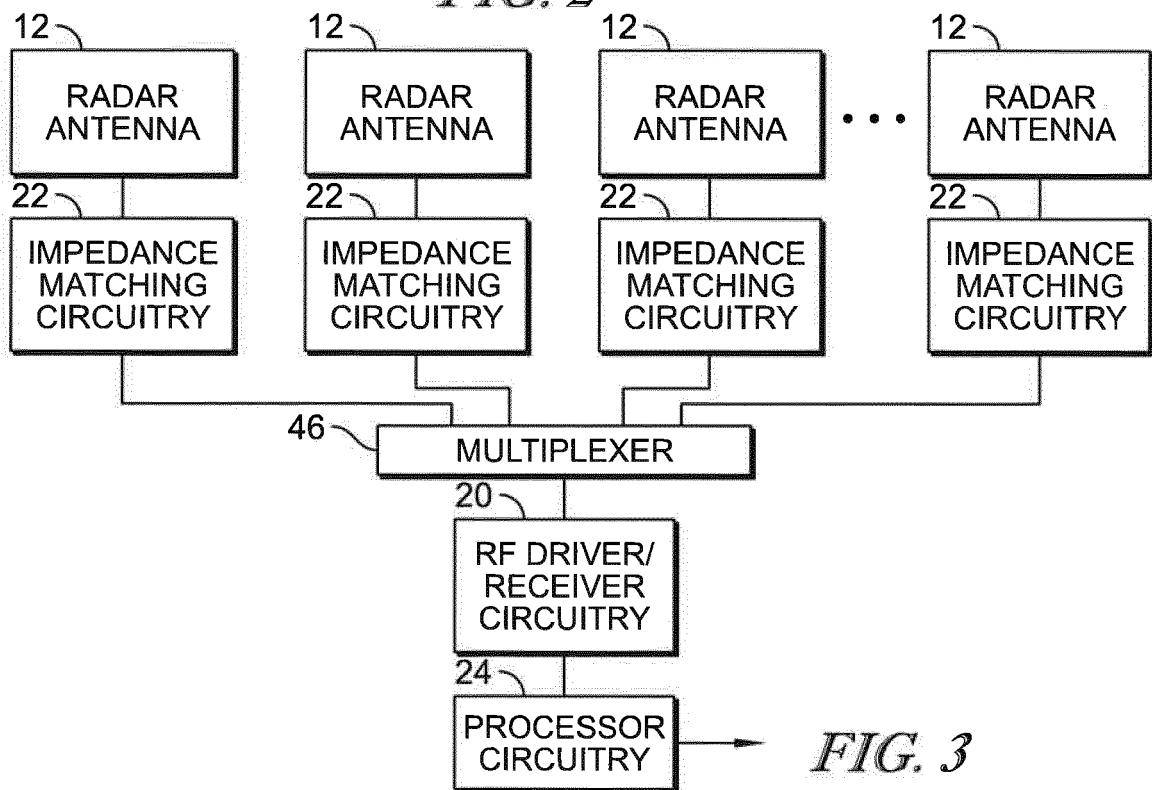 FIG. 2
12 12 12 12
RADAR ANTENNA
RADAR ANTENNA
RADAR ANTENNA
• • •
RADAR ANTENNA
22 22 22 22
IMPEDANCE MATCHING CIRCUITRY
IMPEDANCE MATCHING CIRCUITRY
IMPEDANCE MATCHING CIRCUITRY
IMPEDANCE MATCHING CIRCUITRY
46
MULTIPLEXER
20
RF DRIVER/
RECEIVER
CIRCUITRY
24
PROCESSOR
CIRCUITRY
FIG. 3